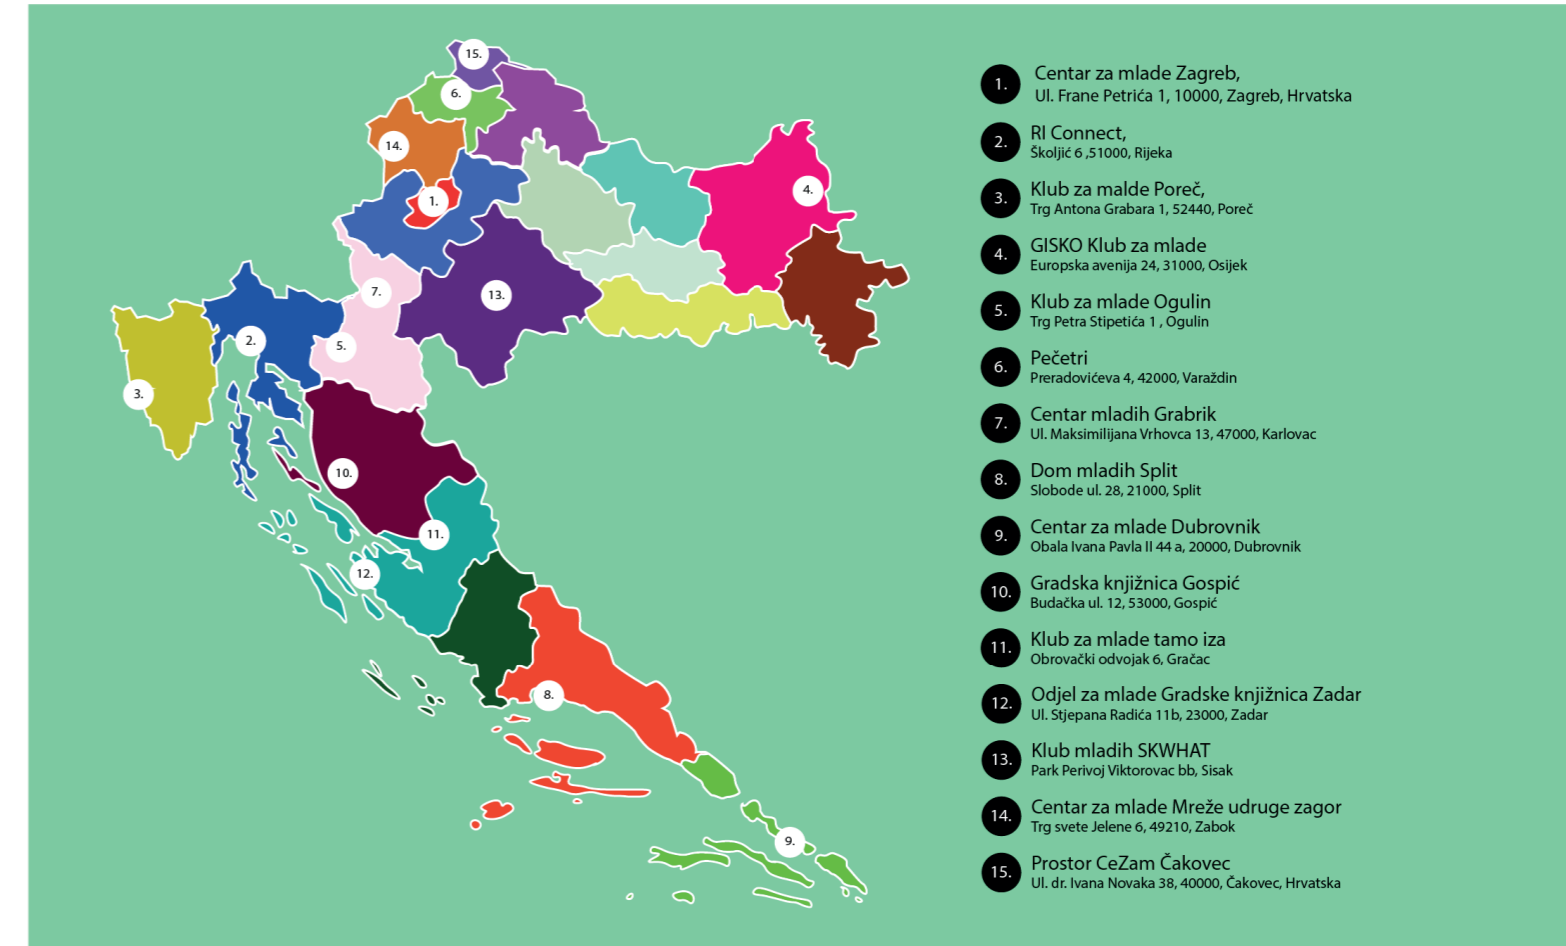 15.
6.
14.
1.
4.
7.
13.
2.
5.
3.
10.
11.
12.
8.
9.
1. Centar za mlade Zagreb,
Ul. Frane Petrića 1, 10000, Zagreb, Hrvatska
2. RI Connect,
Školjić 6 ,51000, Rijeka
3. Klub za malde Poreč,
Trg Antona Grabara 1, 52440, Poreč
4. GISKO Klub za mlade
Europska avenija 24, 31000, Osijek
5. Klub za mlade Ogulin
Trg Petra Stipetića 1 , Ogulin
6. Pečetri
Preradovićeva 4, 42000, Varaždin
7. Centar mladih Grabrik
Ul. Maksimilijana Vrhovca 13, 47000, Karlovac
8. Dom mladih Split
Slobode ul. 28, 21000, Split
9. Centar za mlade Dubrovnik
Obala Ivana Pavla II 44 a, 20000, Dubrovnik
10. Gradska knjižnica Gospić
Budačka ul. 12, 53000, Gospić
11. Klub za mlade tamo iza
Obrovački odvojak 6, Gračac
12. Odjel za mlade Gradske knjižnica Zadar
Ul. Stjepana Radića 11b, 23000, Zadar
13. Klub mladih SKWHAT
Park Perivoj Viktorovac bb, Sisak
14. Centar za mlade Mreže udruge zagor
Trg svete Jelene 6, 49210, Zabok
15. Prostor CeZam Čakovec
Ul. dr. Ivana Novaka 38, 40000, Čakovec, Hrvatska